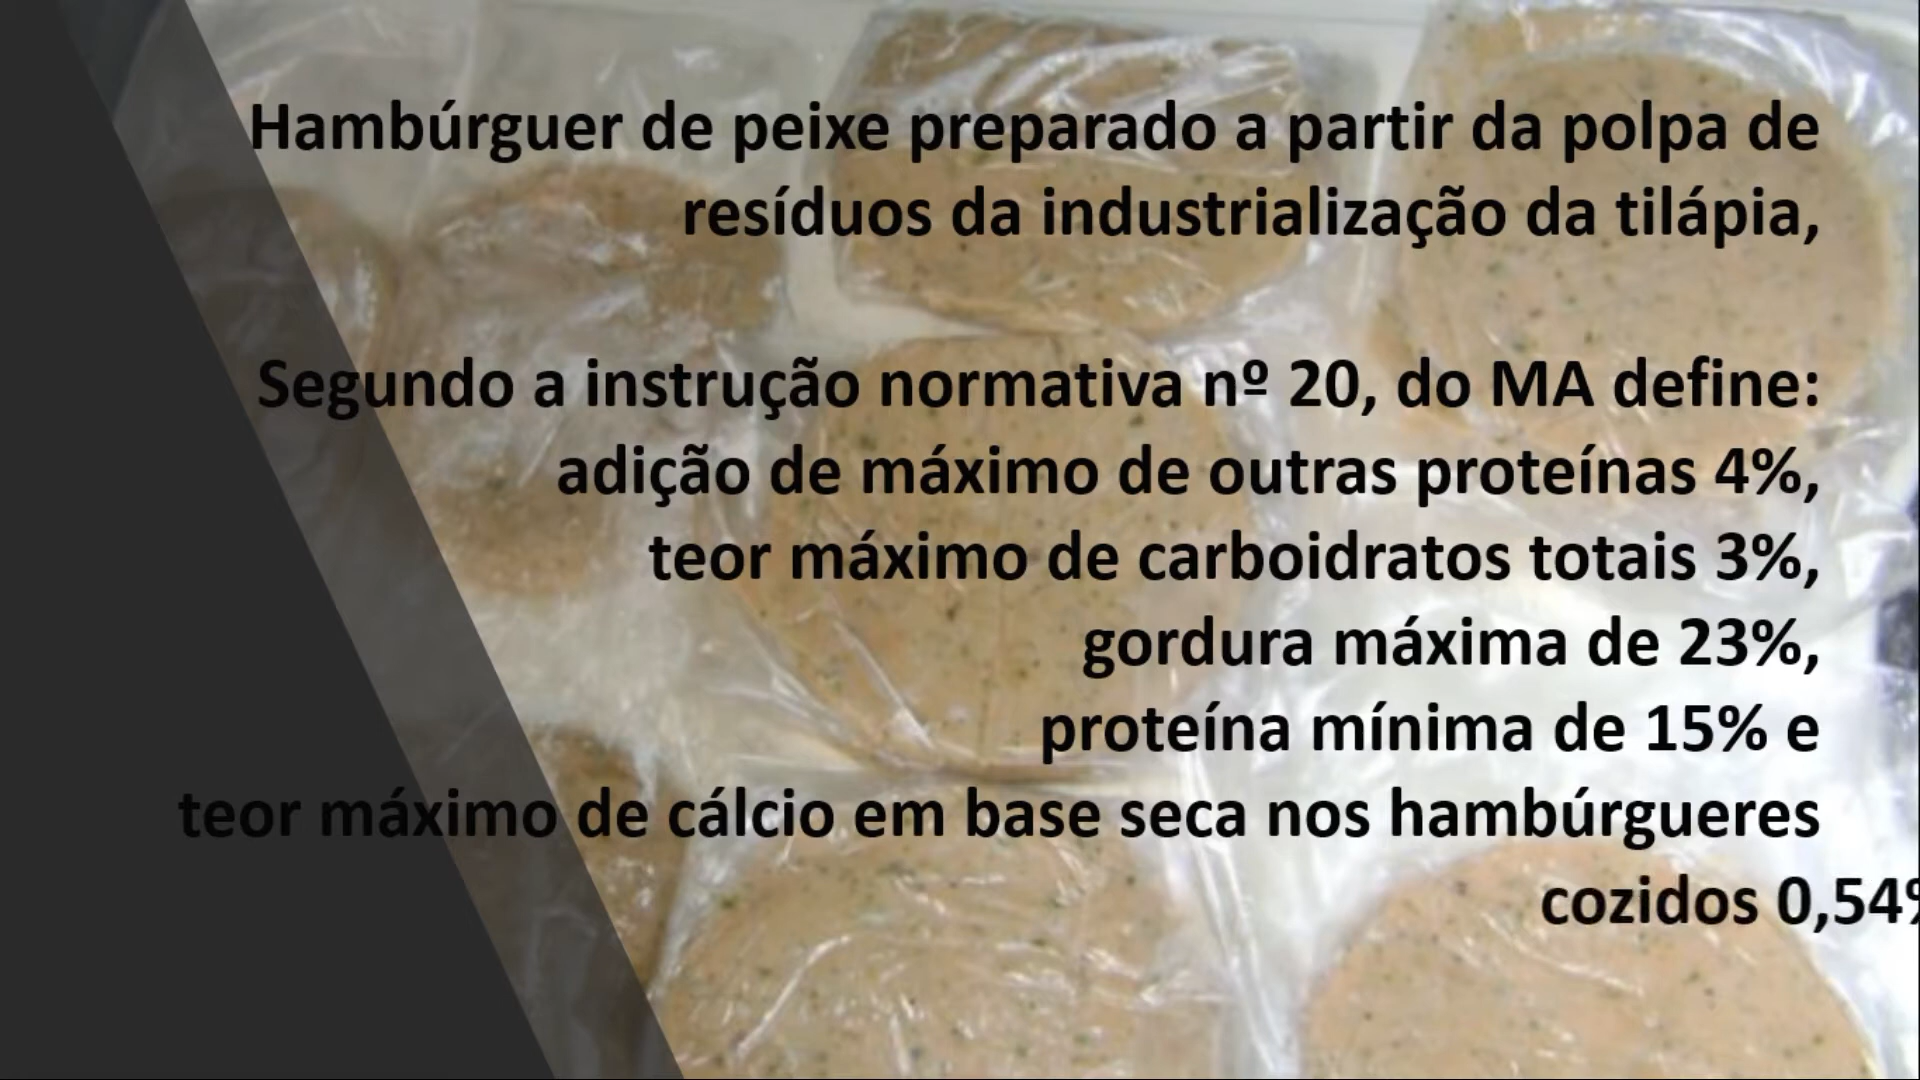 Hambúrguer de peixe preparado a partir da polpa de
resíduos da industrialização da tilápia,
Segundo a instrução normativa nº 20, do MA define:
adição de máximo de outras proteínas 4%,
teor máximo de carboidratos totais 3%,
gordura máxima de 23%,
proteína mínima de 15% e
teor máximo de cálcio em base seca nos hambúrgueres
cozidos 0,54%